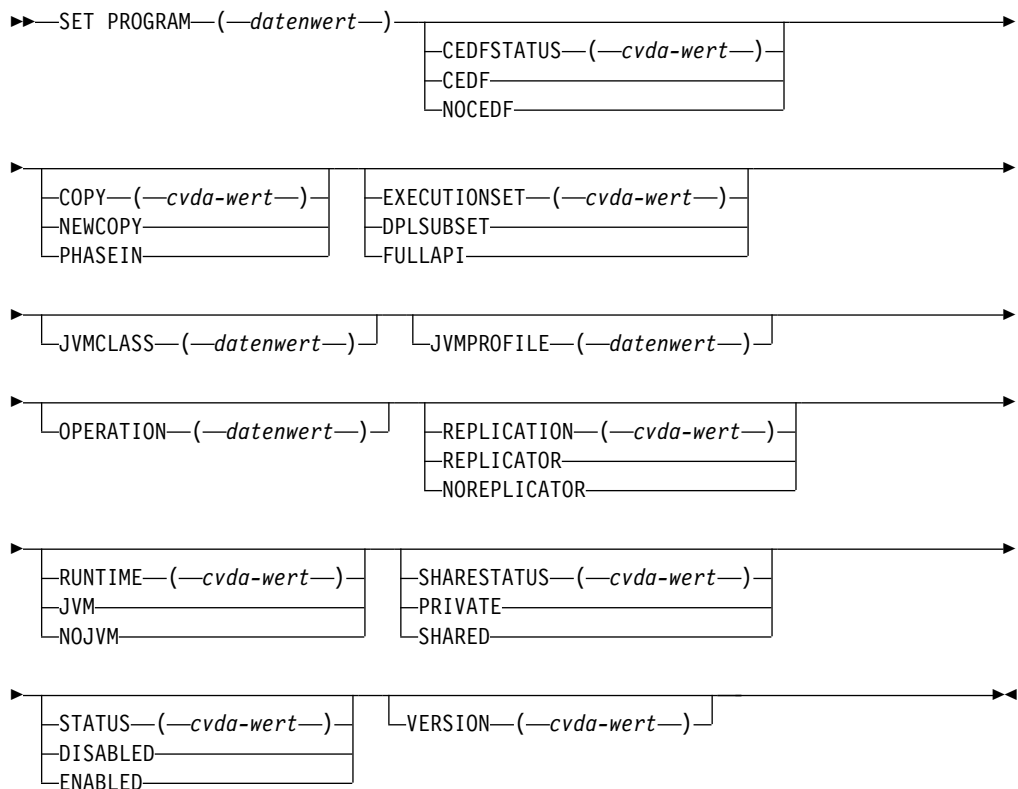 SET PROGRAM ( datenwert )
CEDFSTATUS ( cvda-wert )
CEDF
NOCEDF
COPY ( cvda-wert )
NEWCOPY
PHASEIN
EXECUTIONSET ( cvda-wert )
DPLSUBSET
FULLAPI
JVMCLASS ( datenwert )
JVMPROFILE ( datenwert )
OPERATION ( datenwert )
REPLICATION ( cvda-wert )
REPLICATOR
NOREPLICATOR
RUNTIME ( cvda-wert )
JVM
NOJVM
SHARESTATUS ( cvda-wert )
PRIVATE
SHARED
STATUS ( cvda-wert )
DISABLED
ENABLED
VERSION ( cvda-wert )